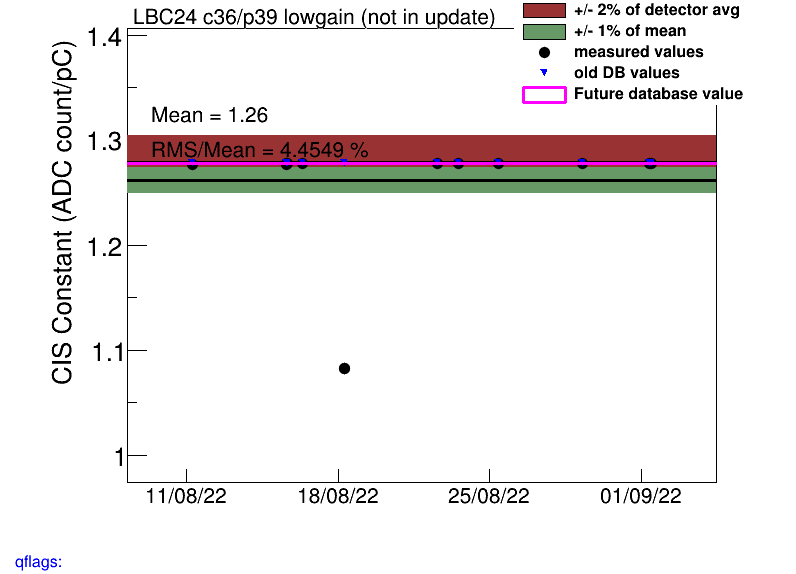 LBC24 c36/p39 lowgain (not in update)
+/- 2% of detector avg
+/- 1% of mean
measured values
old DB values
Future database value
CIS Constant (ADC count/pC)
1.4
1.3
1.2
1.1
1
Mean = 1.26
RMS/Mean = 4.4549 %
11/08/22 18/08/22 25/08/22 01/09/22
qflags: